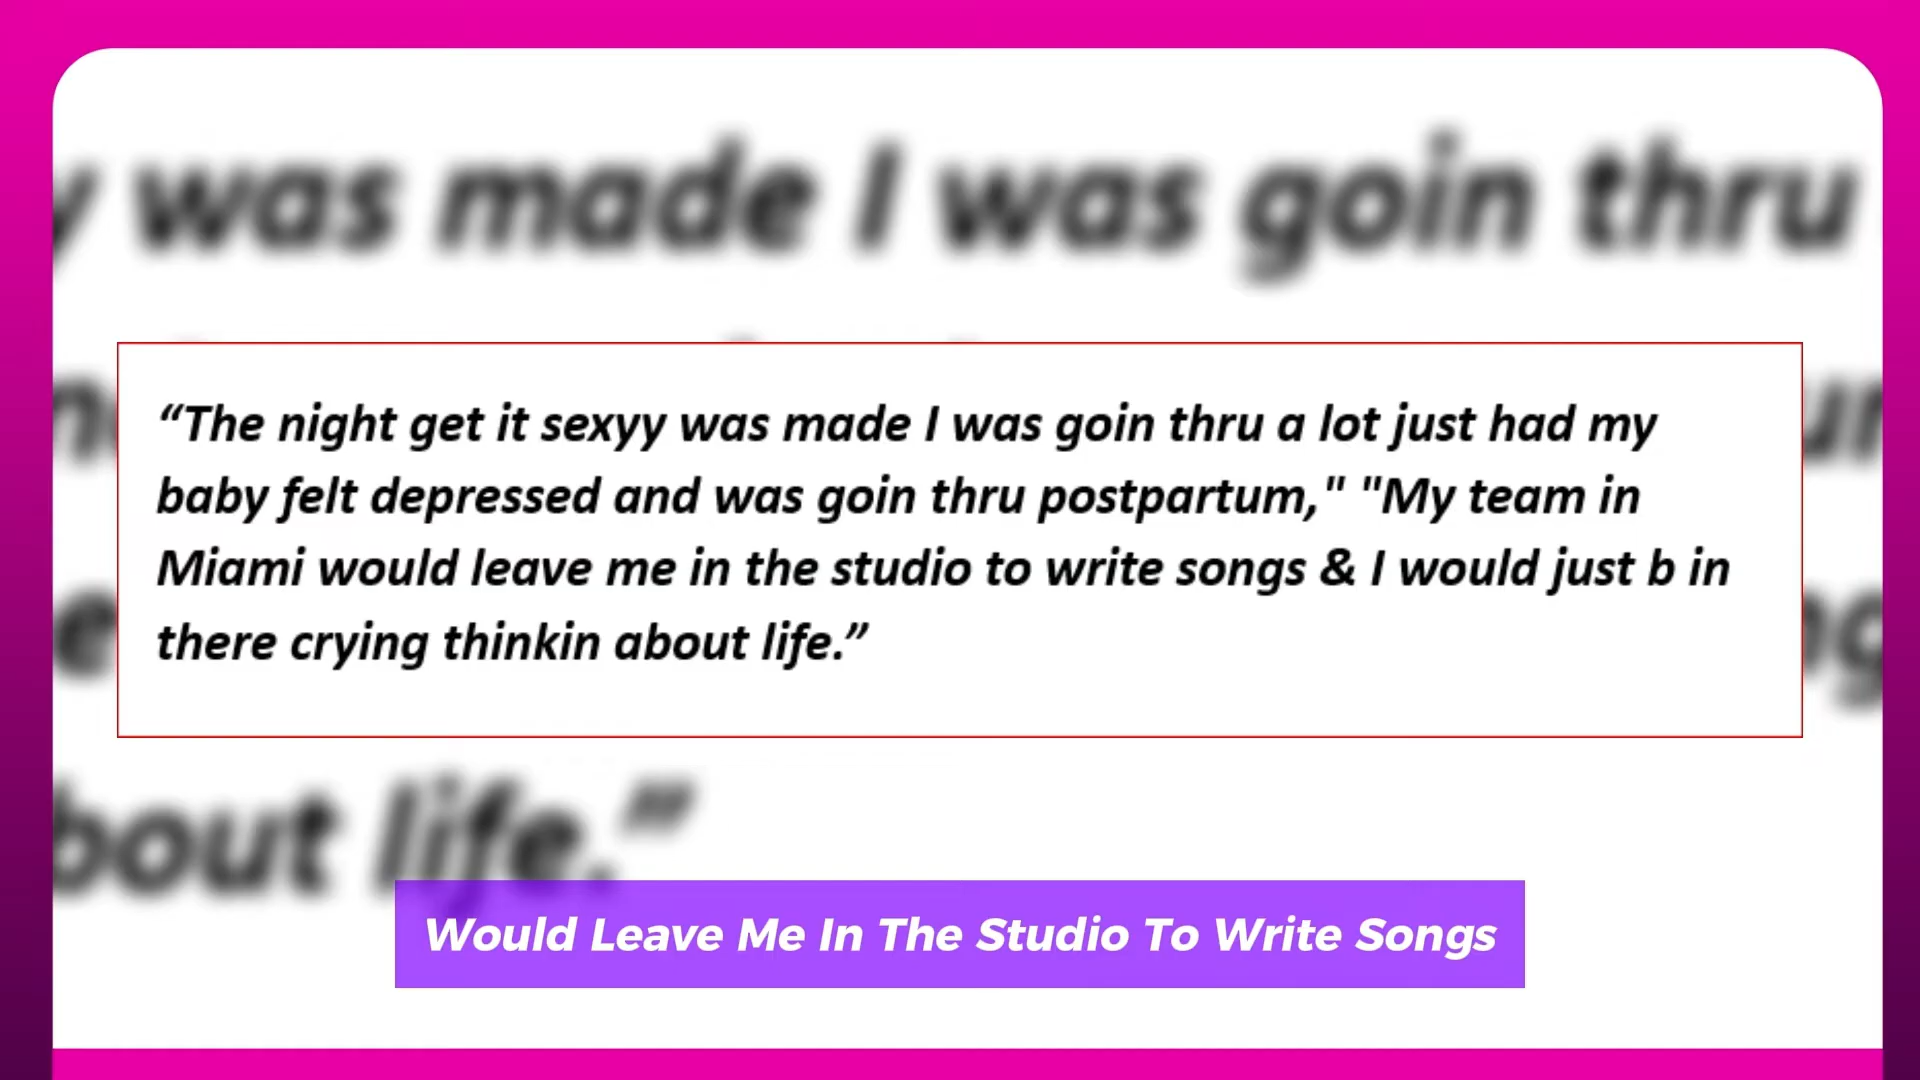 y was made I was goin thru
“The night get it sexyy was made I was goin thru a lot just had my
baby felt depressed and was goin thru postpartum," "My team in
Miami would leave me in the studio to write songs & I would just b in
there crying thinkin about life.”
bout life.”
Would Leave Me In The Studio To Write Songs